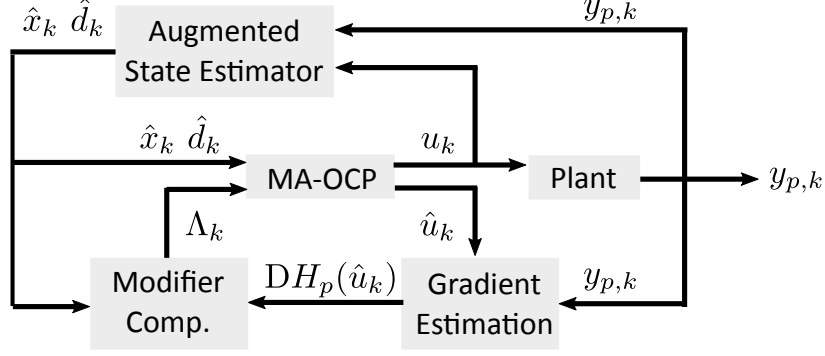 x̂_k d̂_k
Augmented
State Estimator
y_{p,k}
x̂_k d̂_k
u_k
MA-OCP
Plant
y_{p,k}
Λ_k
û_k
Modifier
Comp.
DH_p(û_k)
Gradient
Estimation
y_{p,k}